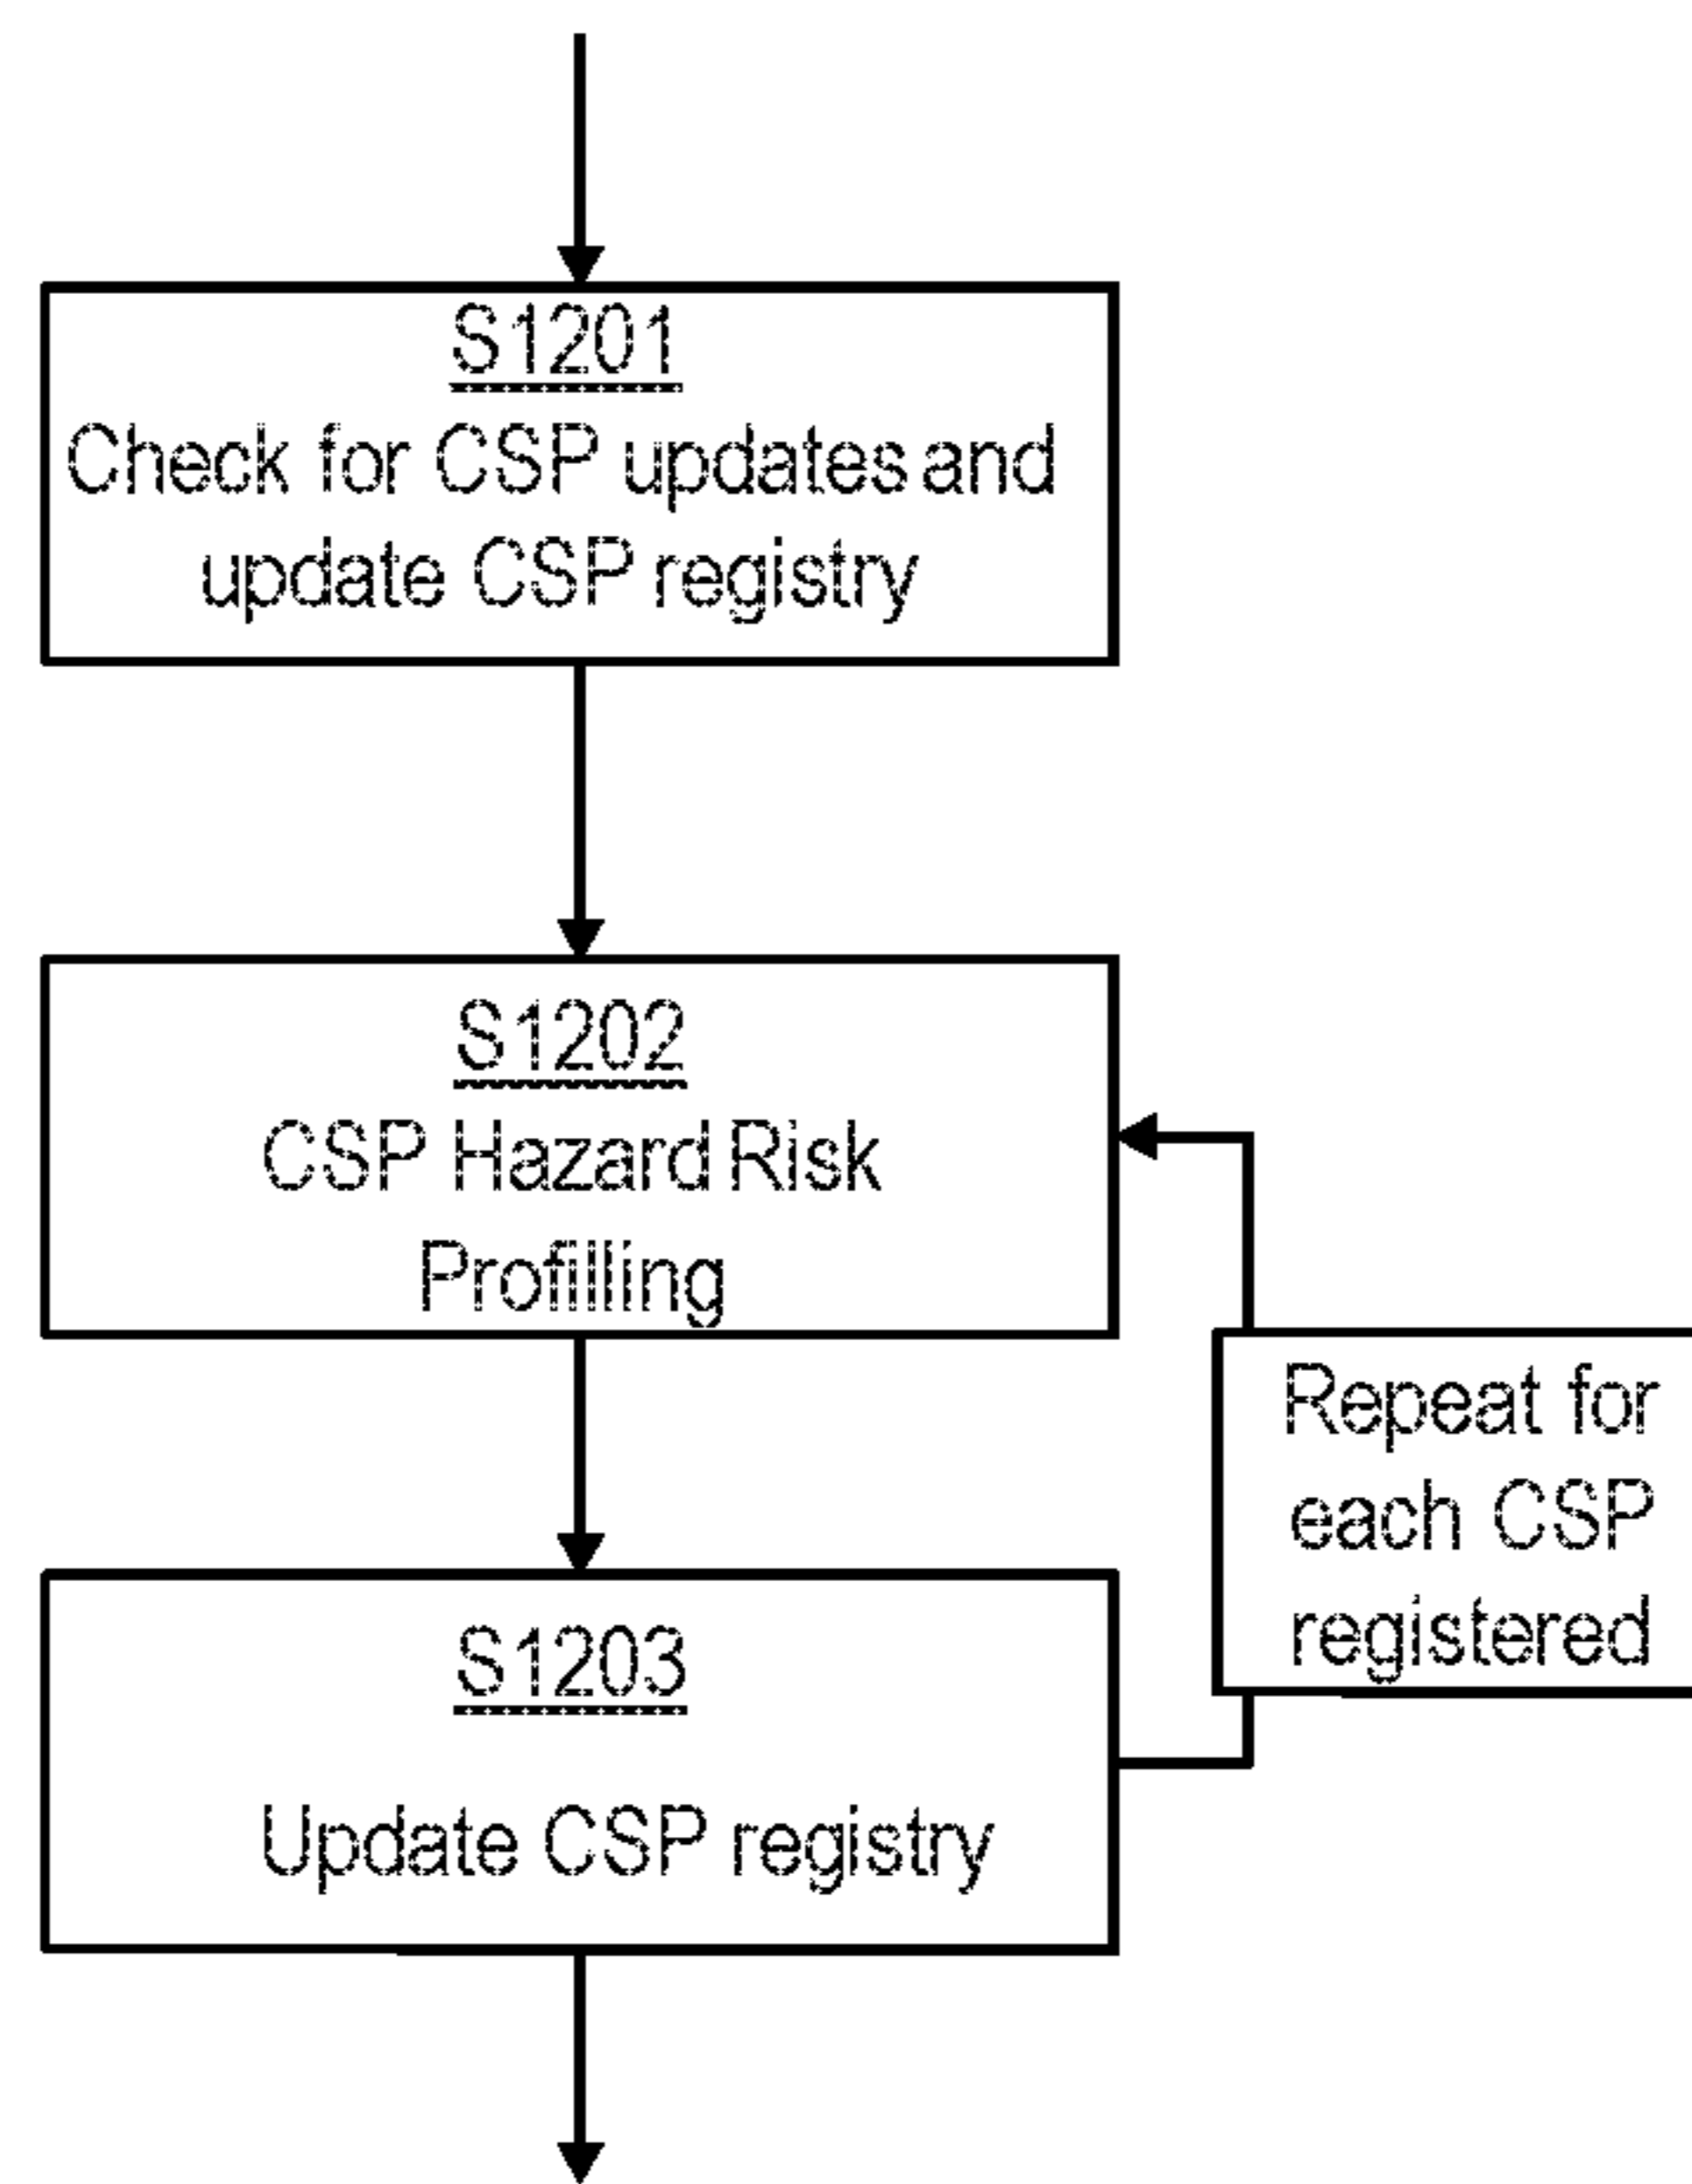 S1201
Check for CSP updates and
update CSP registry
S1202
CSP Hazard Risk
Profilling
Repeat for
each CSP
registered
S1203
Update CSP registry